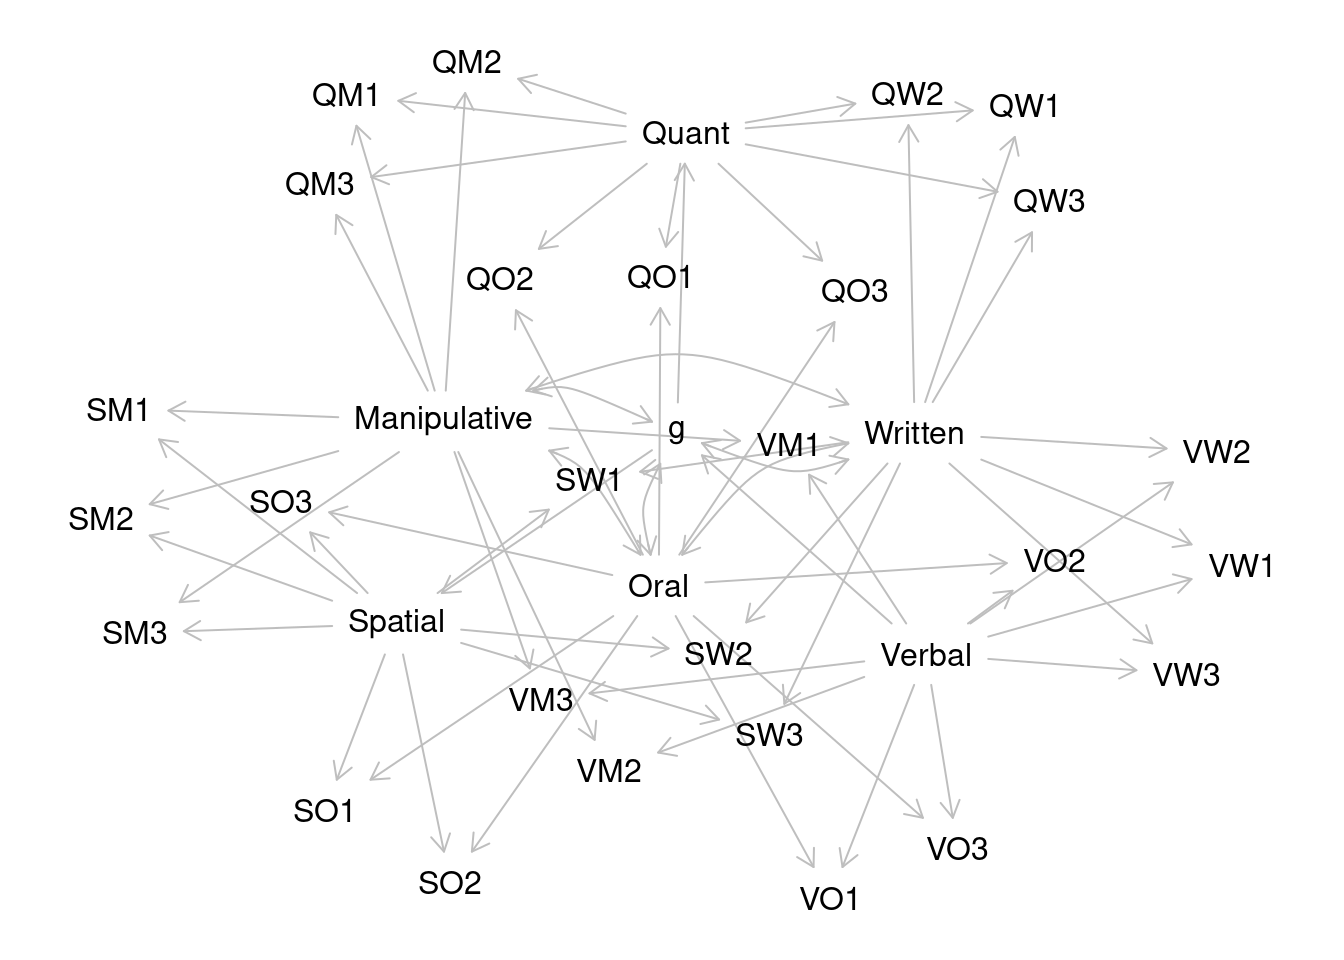 QM2
QM1
QW2
QW1
Quant
QM3
QW3
QO2
QO1
QO3
SM1
Manipulative
g
Written
VM1
VW2
SW1
SO3
SM2
VO2
VW1
Oral
Spatial
SM3
SW2
Verbal
VW3
VM3
SW3
VM2
SO1
VO3
SO2
VO1